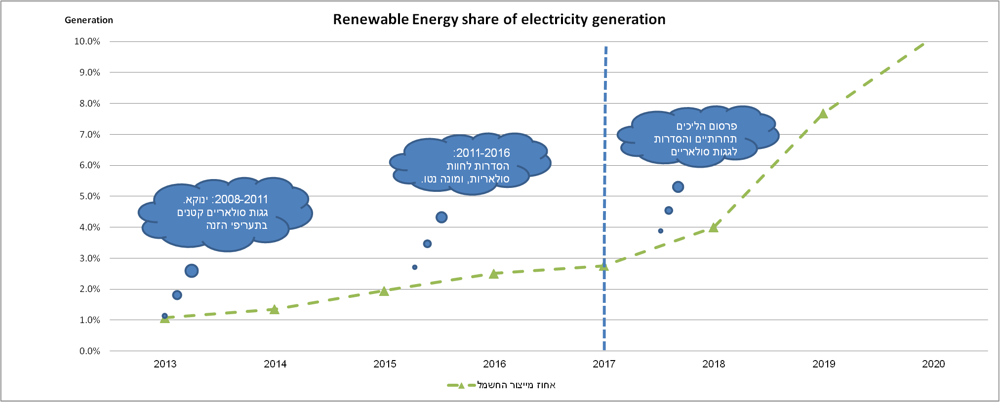 Renewable Energy share of electricity generation
Generation
10.0%
9.0%
8.0%
7.0%
6.0%
5.0%
4.0%
3.0%
2.0%
1.0%
0.0%
2008-2011: ינוקא.
גגות סולאריים קטנים
בתעריפי הזנה
2011-2016:
הסדרות לחוות
סולאריות, ומונה נטו.
פרסום הליכים
תחרותיים והסדרות
לגגות סולאריים
2013 2014 2015 2016 2017 2018 2019 2020
אחוז מייצור החשמל